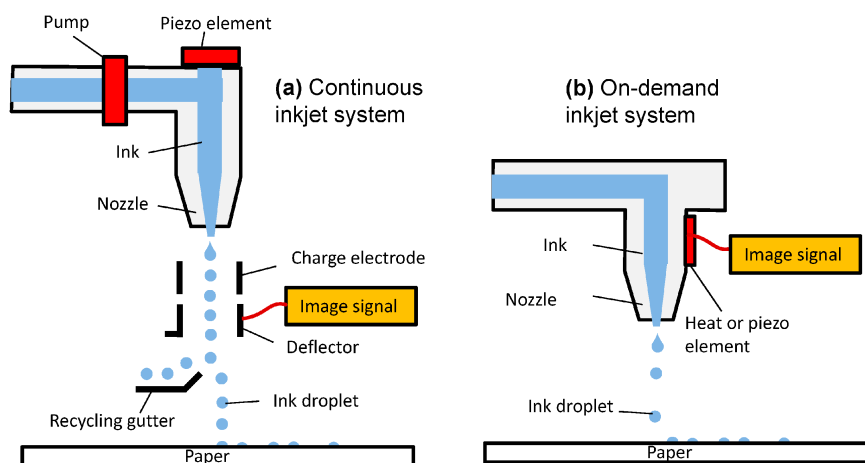 Pump
Piezo element
(a) Continuous
inkjet system
Ink
Nozzle
Charge electrode
Image signal
Deflector
Recycling gutter
Ink droplet
Paper
(b) On-demand
inkjet system
Ink
Image signal
Nozzle
Heat or piezo
element
Ink droplet
Paper